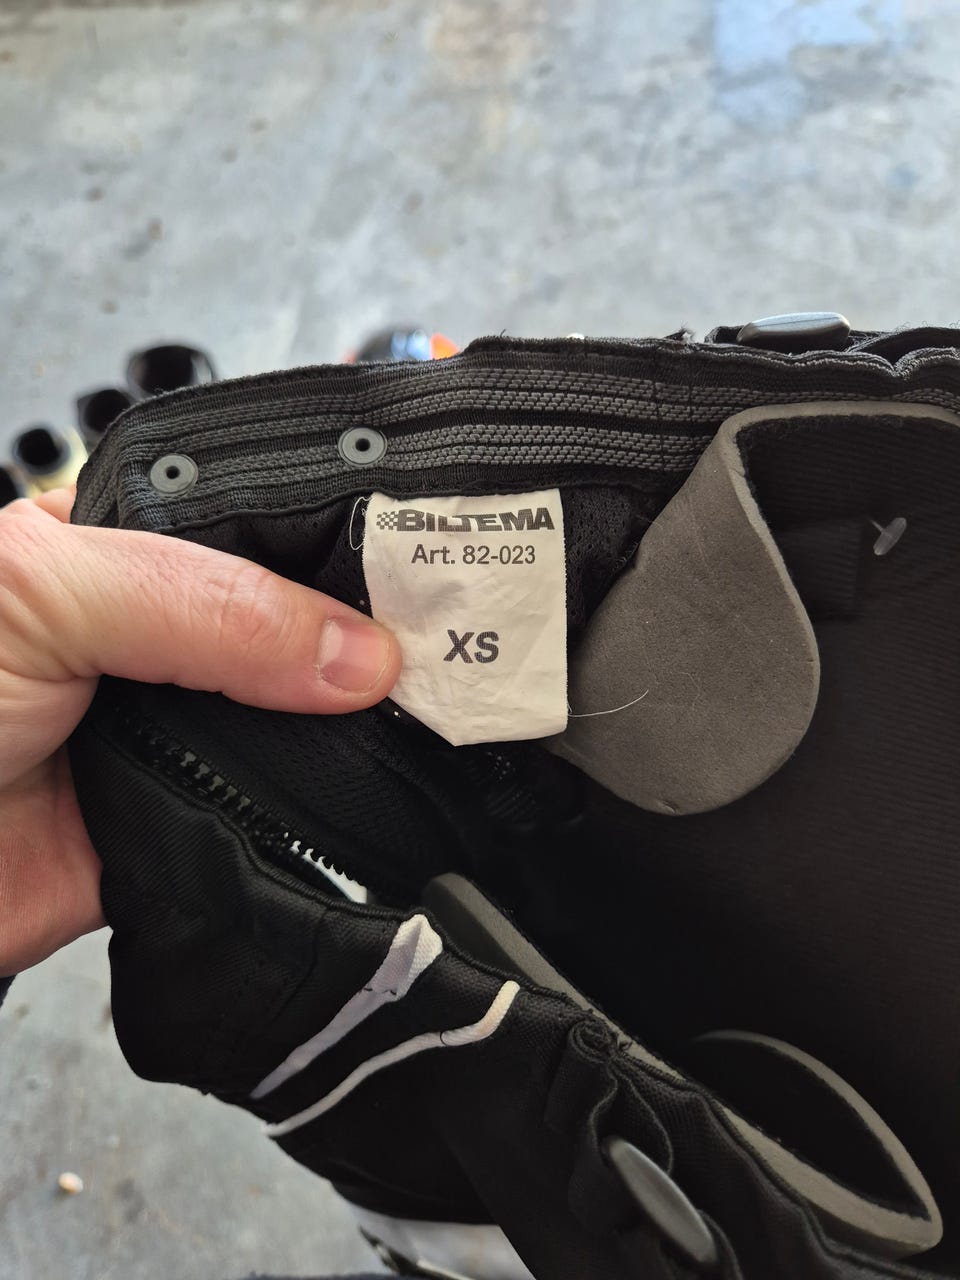 BILTEMA
Art. 82-023
XS